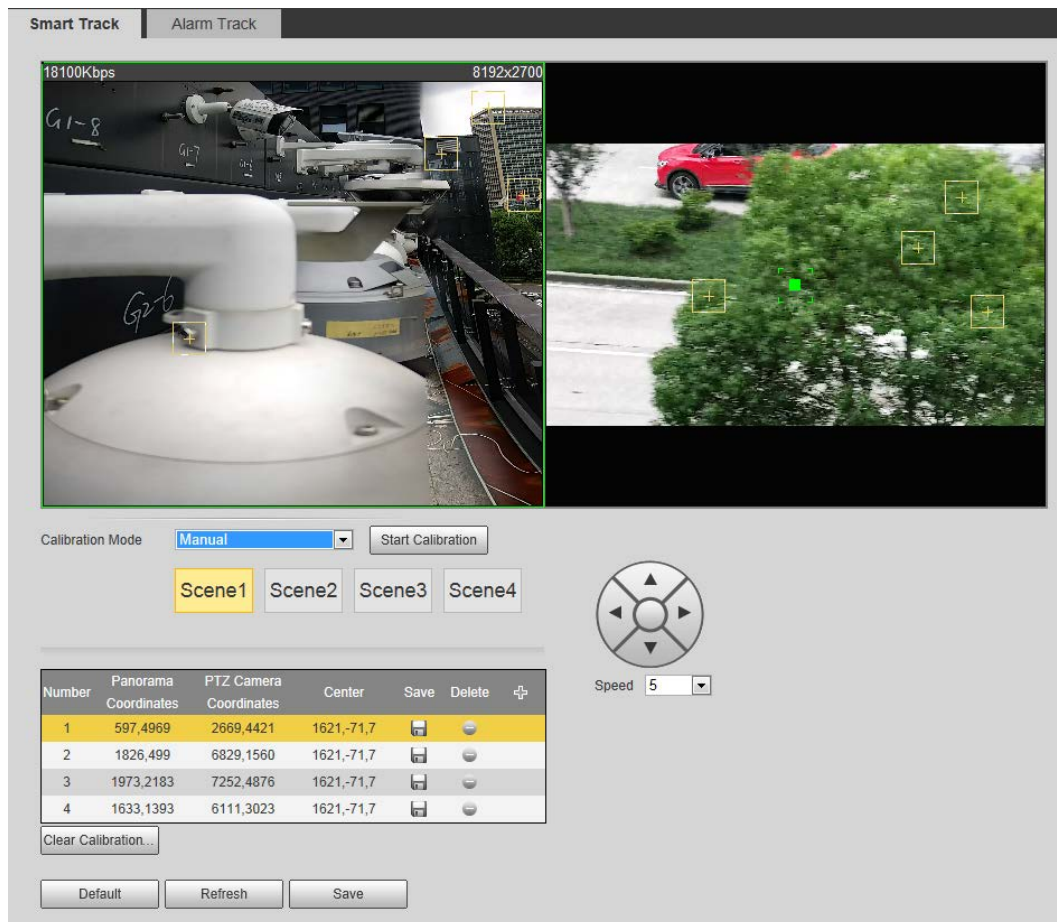 Smart Track
Alarm Track
18100Kbps
8192x2700
G1-8
G1-7
G2-6
Calibration Mode
Manual
Start Calibration
Scene1
Scene2
Scene3
Scene4
Number
Panorama
Coordinates
PTZ Camera
Coordinates
Center
Save
Delete
1 597,4969 2669,4421 1621,-71,7
2 1826,499 6829,1560 1621,-71,7
3 1973,2183 7252,4876 1621,-71,7
4 1633,1393 6111,3023 1621,-71,7
Speed 5
Clear Calibration...
Default
Refresh
Save